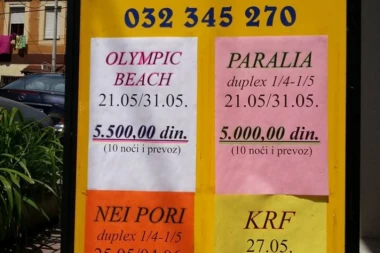 032 345 270
OLYMPIC
BEACH
21.05/31.05.
5.500,00 din.
(10 noći i prevoz)
PARALIA
duplex 1/4-1/5
21.05/31.05.
5.000,00 din.
(10 noći i prevoz)
NEI PORI
duplex 1/4-1/5
KRF
27.05.